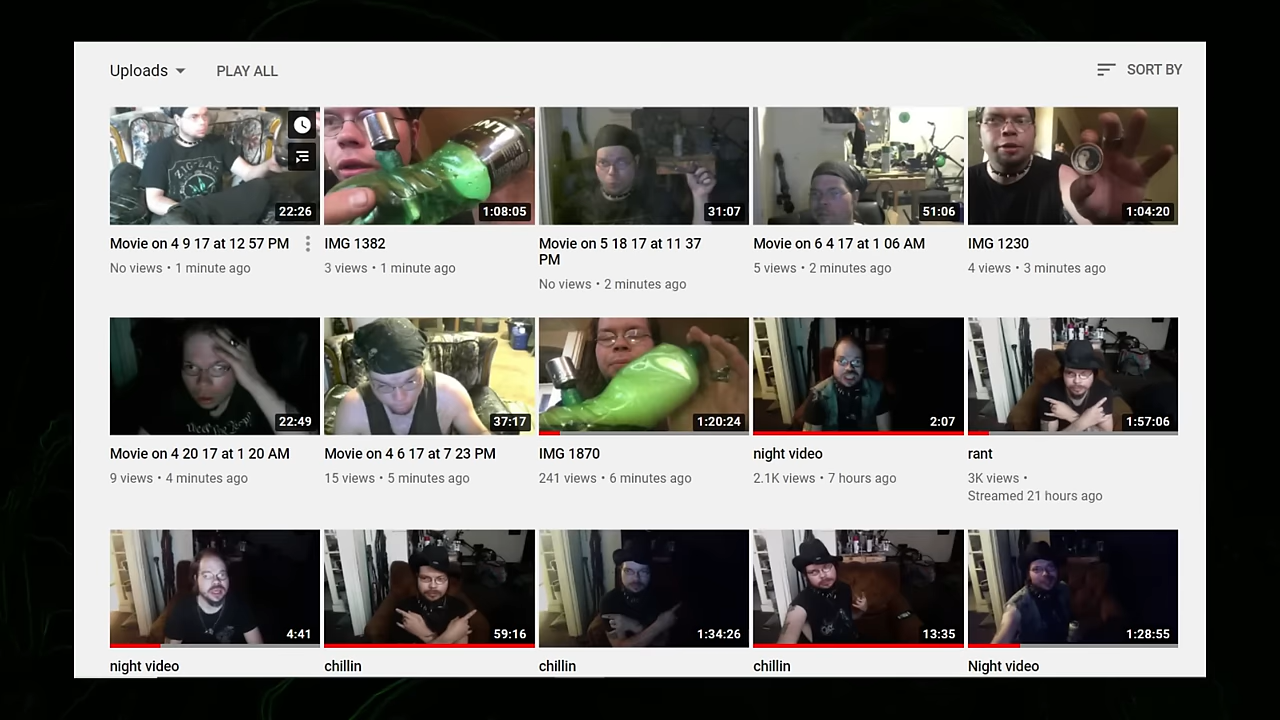 Uploads
PLAY ALL
SORT BY
ZIG-ZAG
22:26
1:08:05
31:07
51:06
1:04:20
Movie on 4 9 17 at 12 57 PM
IMG 1382
Movie on 5 18 17 at 11 37
PM
Movie on 6 4 17 at 1 06 AM
IMG 1230
No views • 1 minute ago
3 views • 1 minute ago
No views • 2 minutes ago
5 views • 2 minutes ago
4 views • 3 minutes ago
22:49
37:17
1:20:24
2:07
1:57:06
Movie on 4 20 17 at 1 20 AM
Movie on 4 6 17 at 7 23 PM
IMG 1870
night video
rant
9 views • 4 minutes ago
15 views • 5 minutes ago
241 views • 6 minutes ago
2.1K views • 7 hours ago
3K views •
Streamed 21 hours ago
4:41
59:16
1:34:26
13:35
1:28:55
night video
chillin
chillin
chillin
Night video